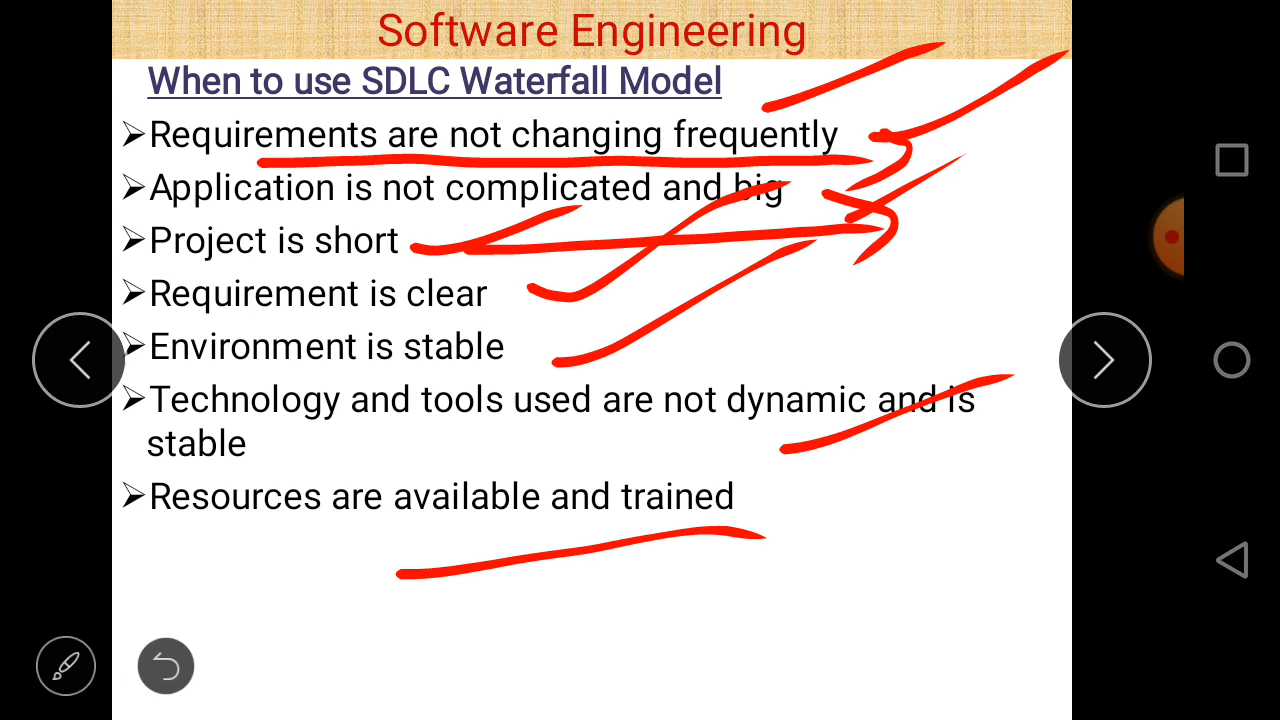 Software Engineering
When to use SDLC Waterfall Model
➢Requirements are not changing frequently
➢Application is not complicated and big
➢Project is short
➢Requirement is clear
➢Environment is stable
➢Technology and tools used are not dynamic and is
stable
➢Resources are available and trained